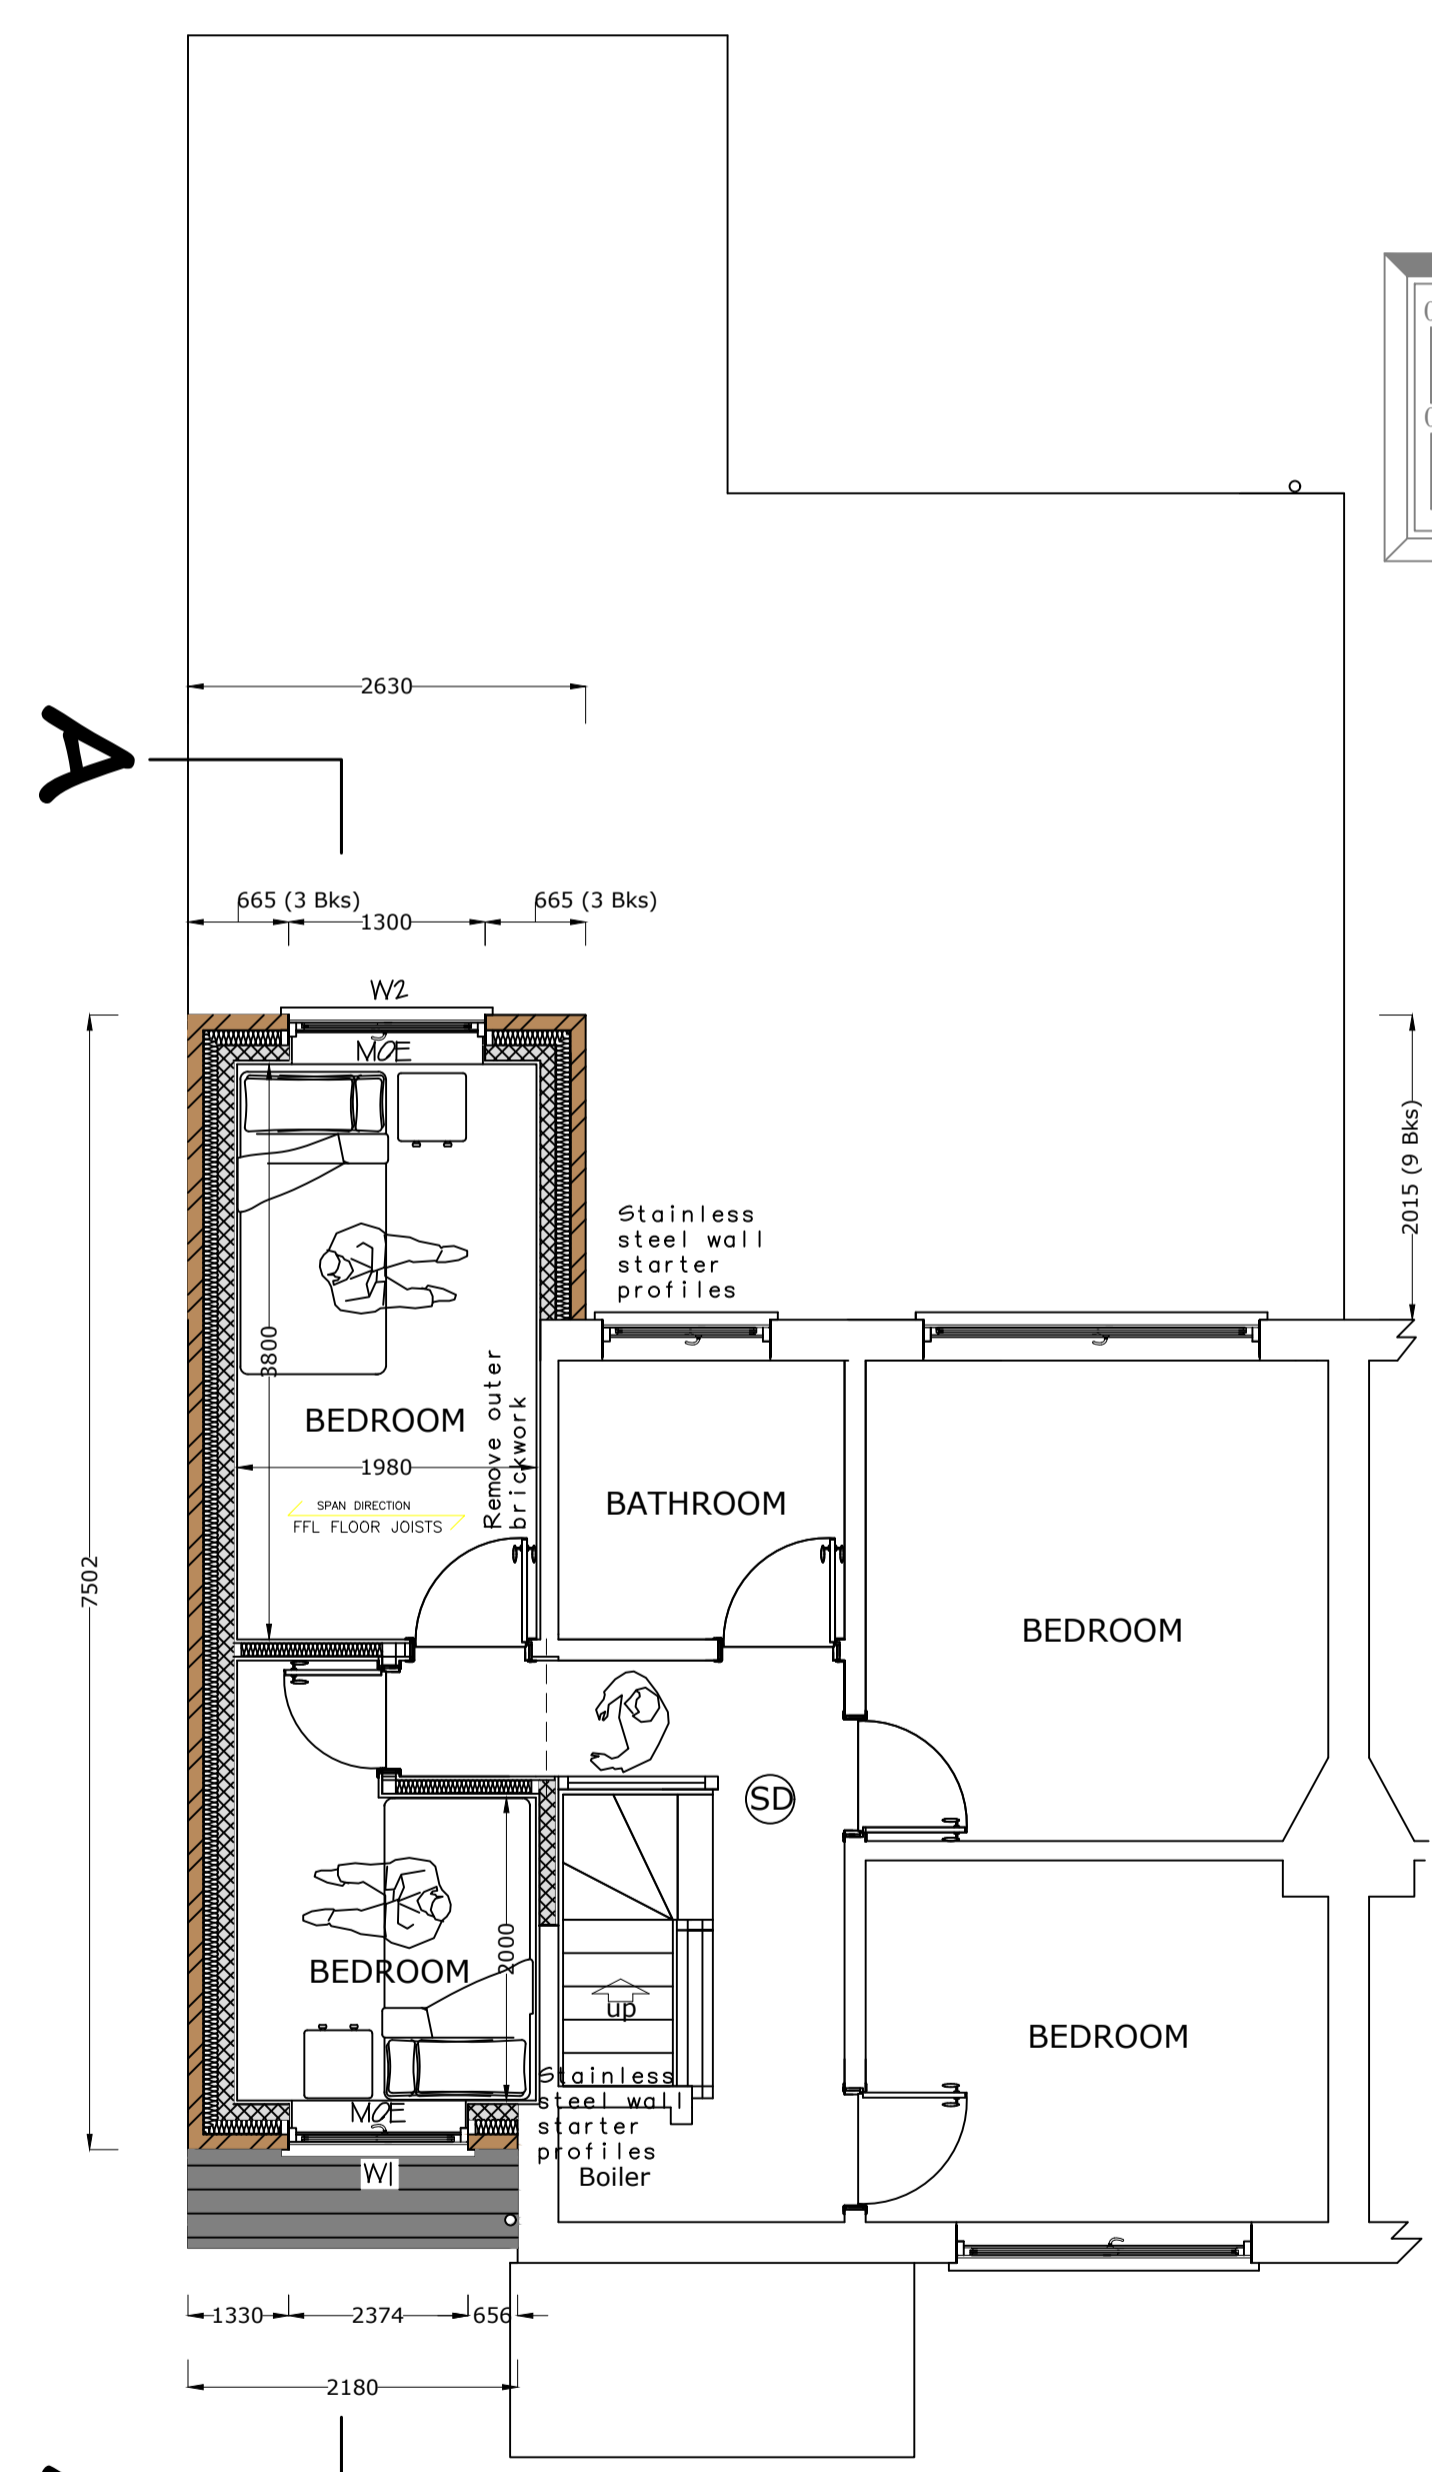 2630
A
665 (3 Bks)
665 (3 Bks)
1300
W2
MOE
2015 (9 Bks)
Stainless
steel wall
starter
profiles
3800
Remove outer
brickwork
BEDROOM
1980
SPAN DIRECTION
FFL FLOOR JOISTS
BATHROOM
7502
BEDROOM
SD
2000
BEDROOM
up
BEDROOM
Stainless
steel wall
starter
profiles
MOE
W1
Boiler
1330
2374
656
2180